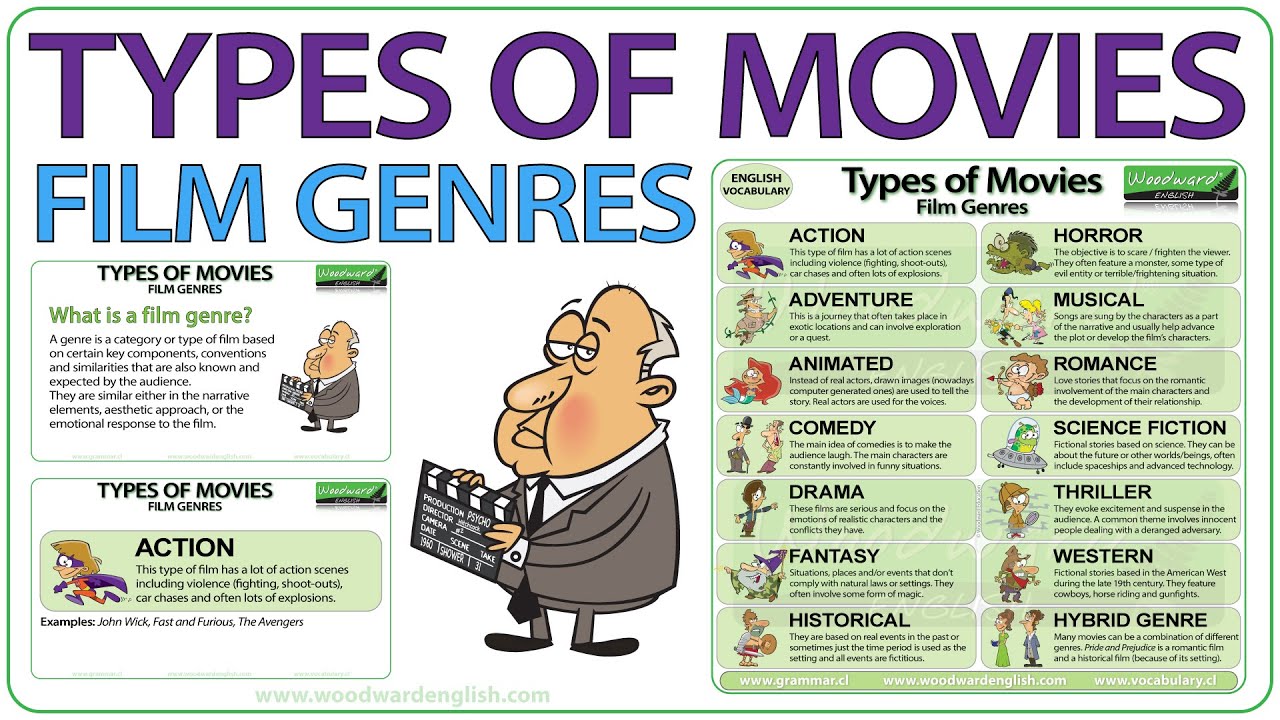 TYPES OF MOVIES
FILM GENRES
TYPES OF MOVIES
FILM GENRES
Woodward®
ENGLISH
What is a film genre?
A genre is a category or type of film based
on certain key components, conventions
and similarities that are also known and
expected by the audience.
They are similar either in the narrative
elements, aesthetic approach, or the
emotional response to the film.
www.grammar.cl www.woodwardenglish.com www.vocabulary.cl
TYPES OF MOVIES
FILM GENRES
Woodward®
ENGLISH
ACTION
This type of film has a lot of action scenes
including violence (fighting, shoot-outs),
car chases and often lots of explosions.
Examples: John Wick, Fast and Furious, The Avengers
www.woodwardenglish.com
PRODUCTION PSYCHO
DIRECTOR
CAMERA #2
DATE SCENE TAKE
1960 SHOWER 31
ENGLISH
VOCABULARY
Types of Movies
Film Genres
Woodward®
ENGLISH
ACTION
This type of film has a lot of action scenes
including violence (fighting, shoot-outs),
car chases and often lots of explosions.
ADVENTURE
This is a journey that often takes place in
exotic locations and can involve exploration
or a quest.
ANIMATED
Instead of real actors, drawn images (nowadays
computer generated ones) are used to tell the
story. Real actors are used for the voices.
COMEDY
The main idea of comedies is to make the
audience laugh. The main characters are
constantly involved in funny situations.
DRAMA
These films are serious and focus on the
emotions of realistic characters and the
conflicts they have.
FANTASY
Situations, places and/or events that don't
comply with natural laws or settings. They
often involve some form of magic.
HISTORICAL
They are based on real events in the past or
sometimes just the time period is used as the
setting and all events are fictitious.
HORROR
The objective is to scare / frighten the viewer.
They often feature a monster, some type of
evil entity or terrible/frightening situation.
MUSICAL
Songs are sung by the characters as a part
of the narrative and usually help advance
the plot or develop the film's characters.
ROMANCE
Love stories that focus on the romantic
involvement of the main characters and
the development of their relationship.
SCIENCE FICTION
Fictional stories based on science. They can be
about the future or other worlds/beings, often
include spaceships and advanced technology.
THRILLER
They evoke excitement and suspense in the
audience. A common theme involves innocent
people dealing with a deranged adversary.
WESTERN
Fictional stories based in the American West
during the late 19th century. They feature
cowboys, horse riding and gunfights.
HYBRID GENRE
Many movies can be a combination of different
genres. Pride and Prejudice is a romantic film
and a historical film (because of its setting).
www.grammar.cl www.woodwardenglish.com www.vocabulary.cl